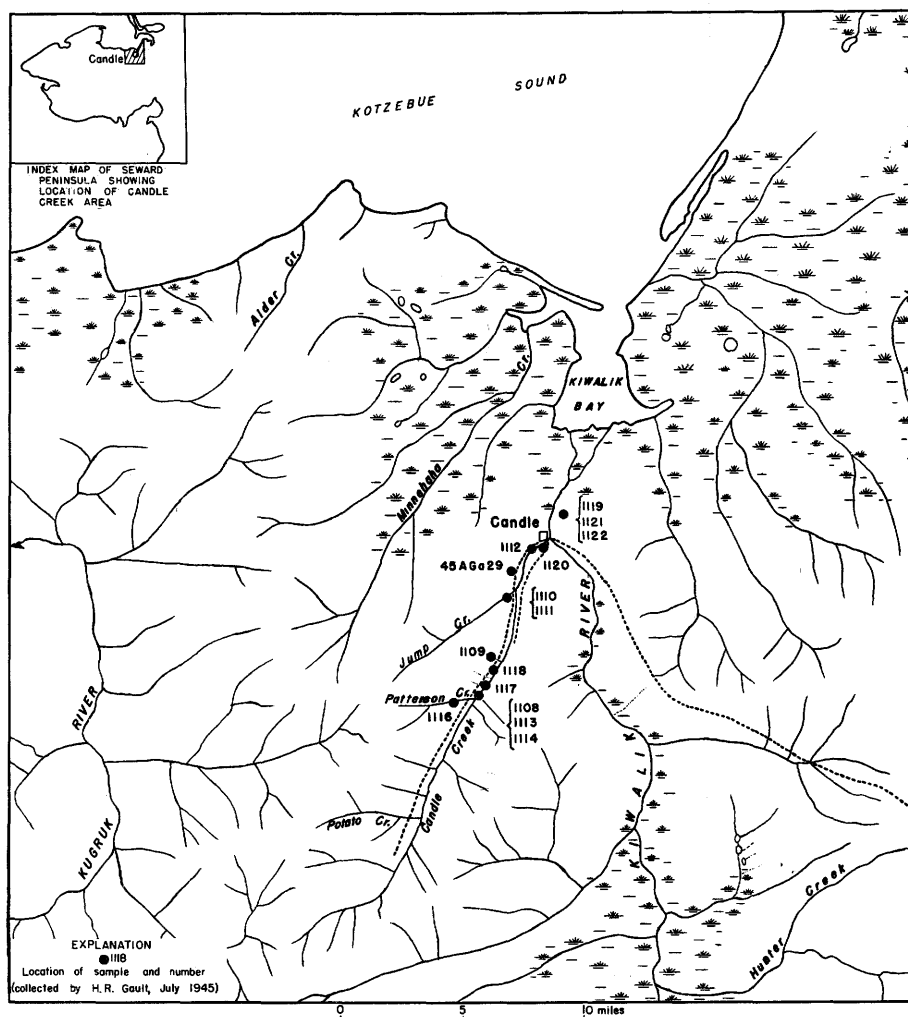 Candle
INDEX MAP OF SEWARD
PENINSULA SHOWING
LOCATION OF CANDLE
CREEK AREA
KOTZEBUE SOUND
Alder Cr.
Minnehaha Cr.
KIWALIK
BAY
Candle
1119
1121
1122
1112
1120
45AGa29
1110
1111
Jump Cr.
RIVER
1109
1118
1117
Patterson Cr.
1116
1108
1113
1114
RIVER
Candle Creek
KIWALIK
Potato Cr.
KUGRUK
Hunter Creek
EXPLANATION
1118
Location of sample and number
(collected by H.R. Gault, July 1945)
0 5 10 miles